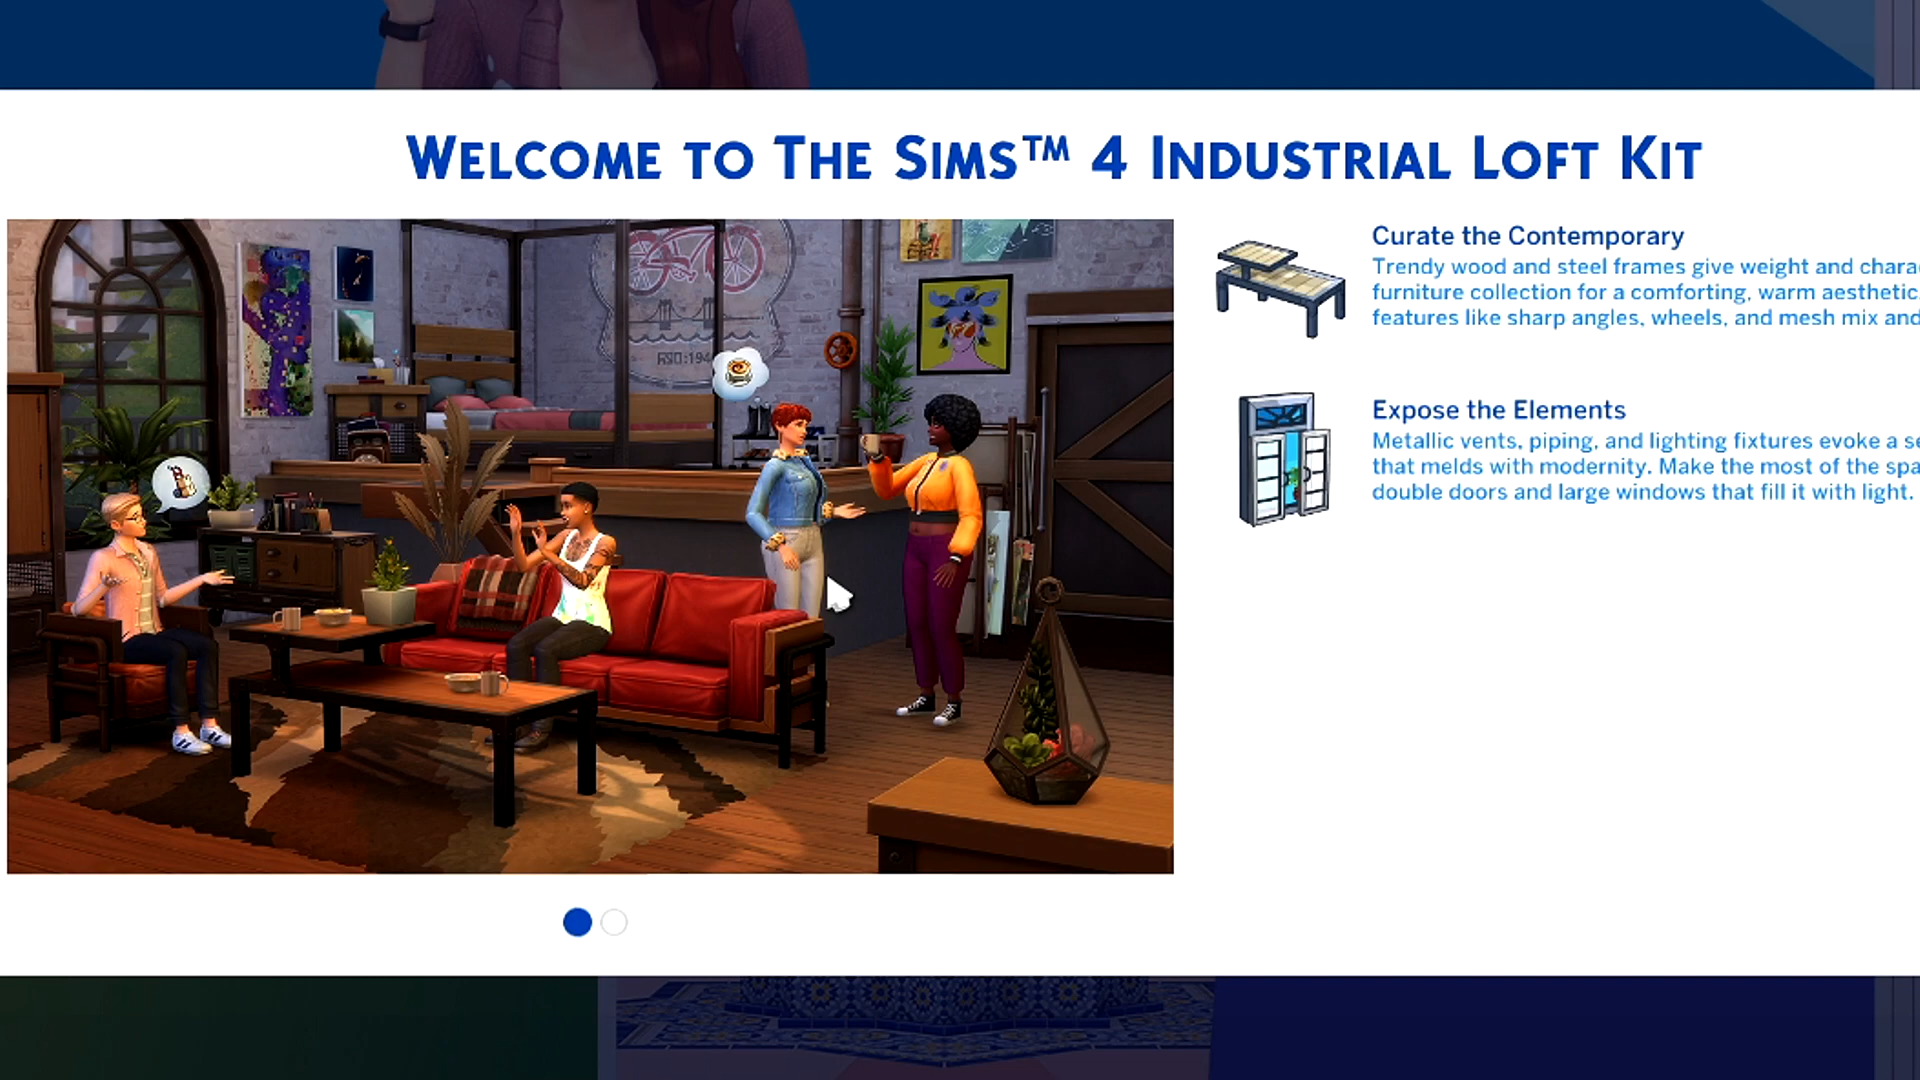 WELCOME TO THE SIMS™ 4 INDUSTRIAL LOFT KIT
Curate the Contemporary
Trendy wood and steel frames give weight and
furniture collection for a comforting, warm aesthetic
features like sharp angles, wheels, and mesh mix and
Expose the Elements
Metallic vents, piping, and lighting fixtures evoke a
that melds with modernity. Make the most of the
double doors and large windows that fill it with light.